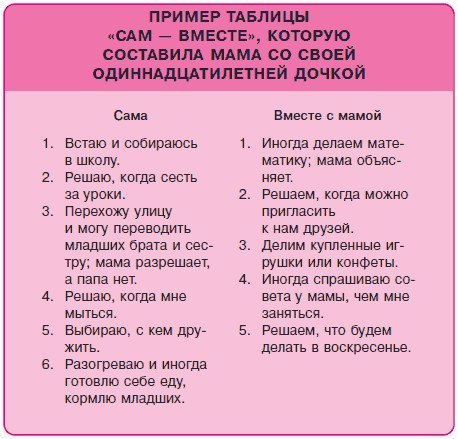 ПРИМЕР ТАБЛИЦЫ
«САМ — ВМЕСТЕ», КОТОРУЮ
СОСТАВИЛА МАМА СО СВОЕЙ
ОДИННАДЦАТИЛЕТНЕЙ ДОЧКОЙ
Сама
1. Встаю и собираюсь
в школу.
2. Решаю, когда сесть
за уроки.
3. Перехожу улицу
и могу переводить
младших брата и сес-
тру; мама разрешает,
а папа нет.
4. Решаю, когда мне
мыться.
5. Выбираю, с кем дру-
жить.
6. Разогреваю и иногда
готовлю себе еду,
кормлю младших.
Вместе с мамой
1. Иногда делаем мате-
матику; мама объяс-
няет.
2. Решаем, когда можно
пригласить
к нам друзей.
3. Делим купленные иг-
рушки или конфеты.
4. Иногда спрашиваю со-
вета у мамы, чем мне
заняться.
5. Решаем, что будем
делать в воскресенье.